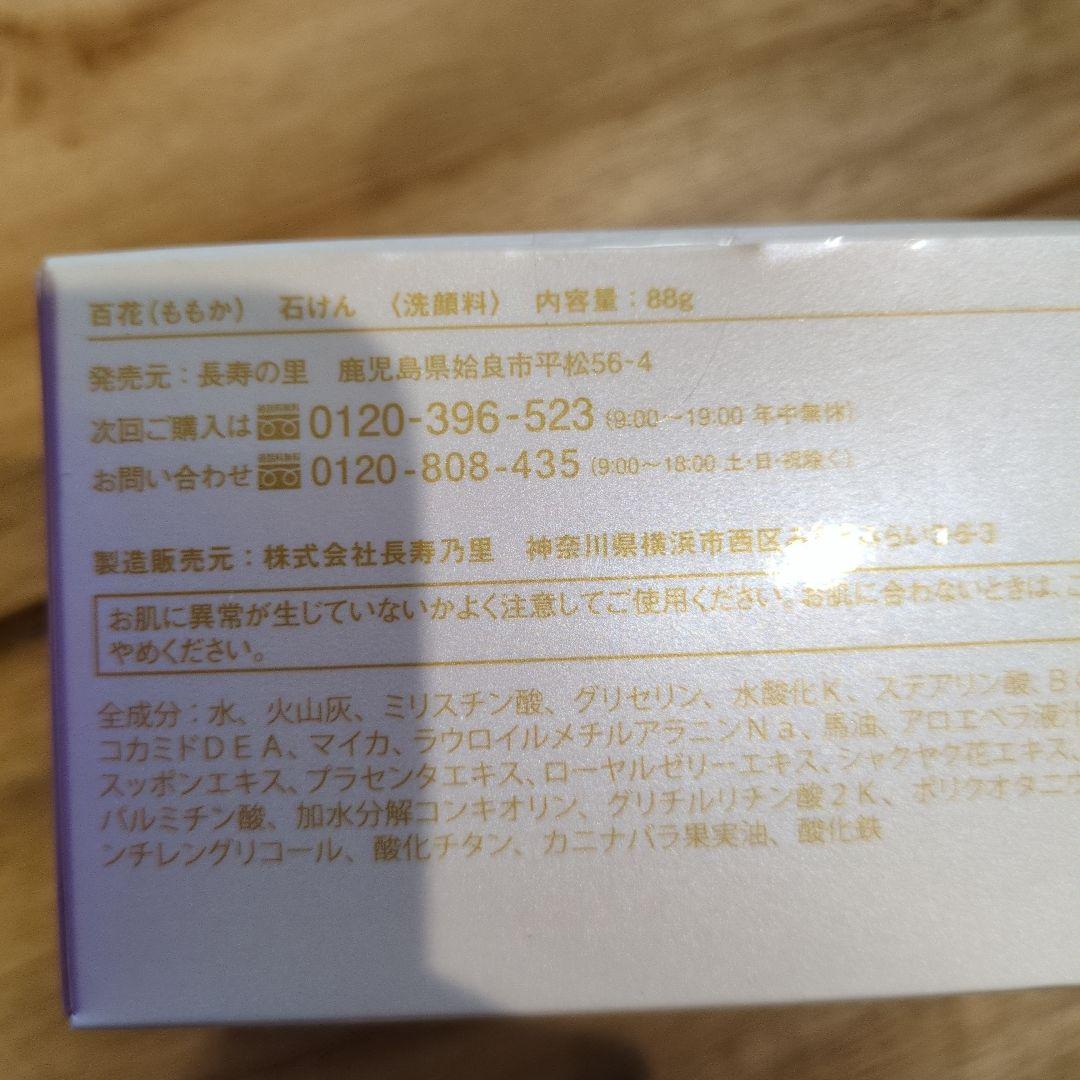 百花(ももか) 石けん 〈洗顔料〉 内容量：88g
発売元：長寿の里 鹿児島県姶良市平松56-4
次回ご購入は 0120-396-523 (9:00～19:00 年中無休)
お問い合わせ 0120-808-435 (9:00～18:00 土・日・祝除く)
製造販売元：株式会社長寿乃里 神奈川県横浜市西区
お肌に異常が生じていないかよく注意してご使用ください。お肌に合わないときは、ご
やめください。
全成分：水、火山灰、ミリスチン酸、グリセリン、水酸化K、ステアリン酸、B
コカミドDEA、マイカ、ラウロイルメチルアラニンNa、馬油、アロエベラ液汁
スッポンエキス、プラセンタエキス、ローヤルゼリーエキス、シャクヤク花エキス、
パルミチン酸、加水分解コンキオリン、グリチルリチン酸2K、ポリクオタニウ
ンチレングリコール、酸化チタン、カニナバラ果実油、酸化鉄